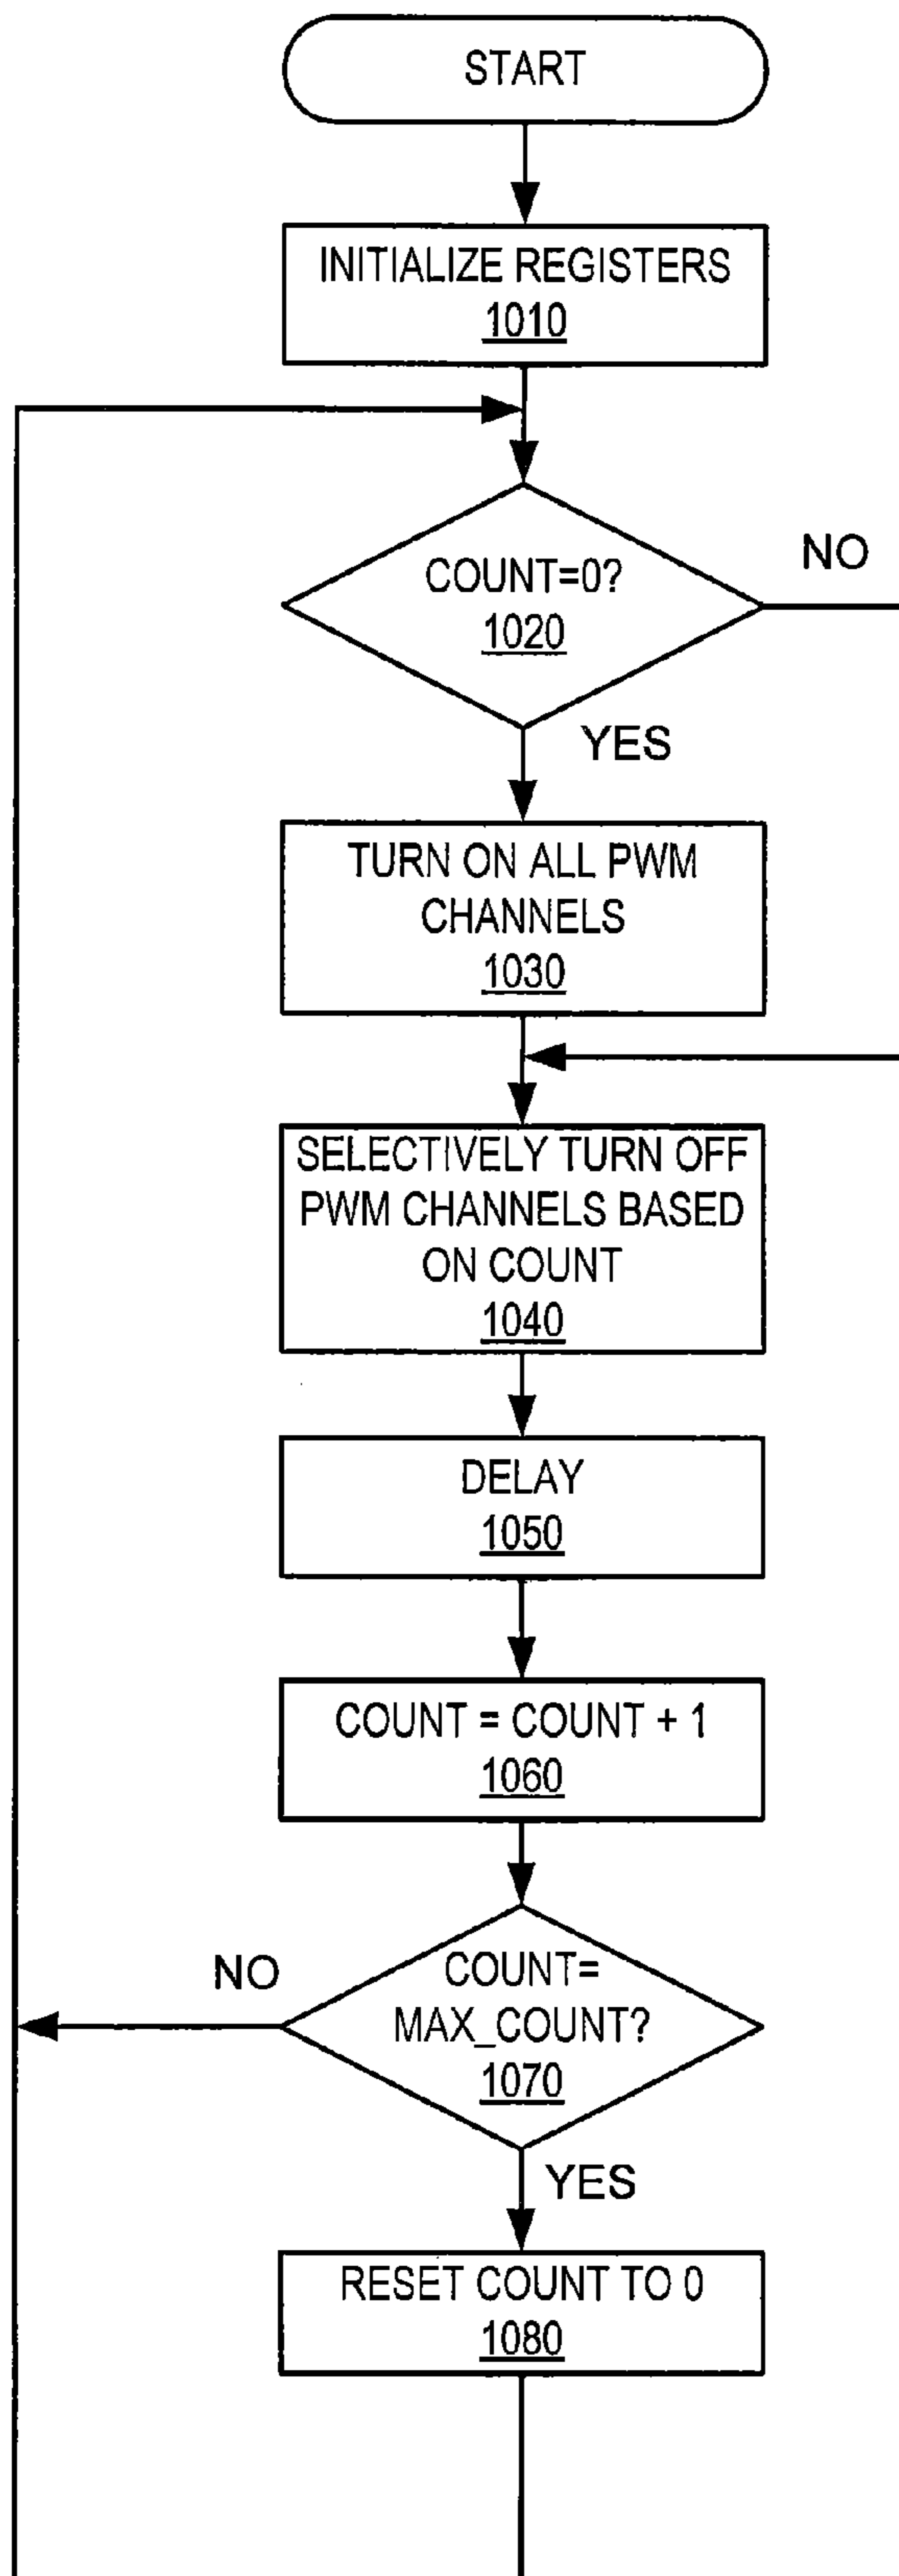 START
INITIALIZE REGISTERS
1010
COUNT=0?
1020
NO
YES
TURN ON ALL PWM
CHANNELS
1030
SELECTIVELY TURN OFF
PWM CHANNELS BASED
ON COUNT
1040
DELAY
1050
COUNT = COUNT + 1
1060
NO
COUNT=
MAX_COUNT?
1070
YES
RESET COUNT TO 0
1080